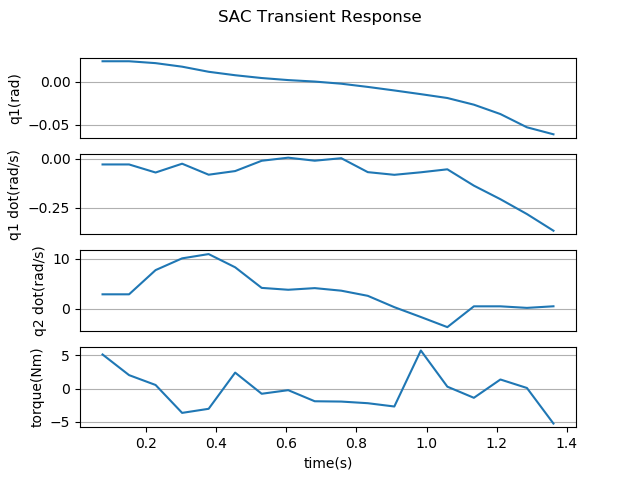 SAC Transient Response
q1(rad)
0.00
−0.05
q1 dot(rad/s)
0.00
−0.25
q2 dot(rad/s)
10
0
torque(Nm)
5
0
−5
0.2 0.4 0.6 0.8 1.0 1.2 1.4
time(s)